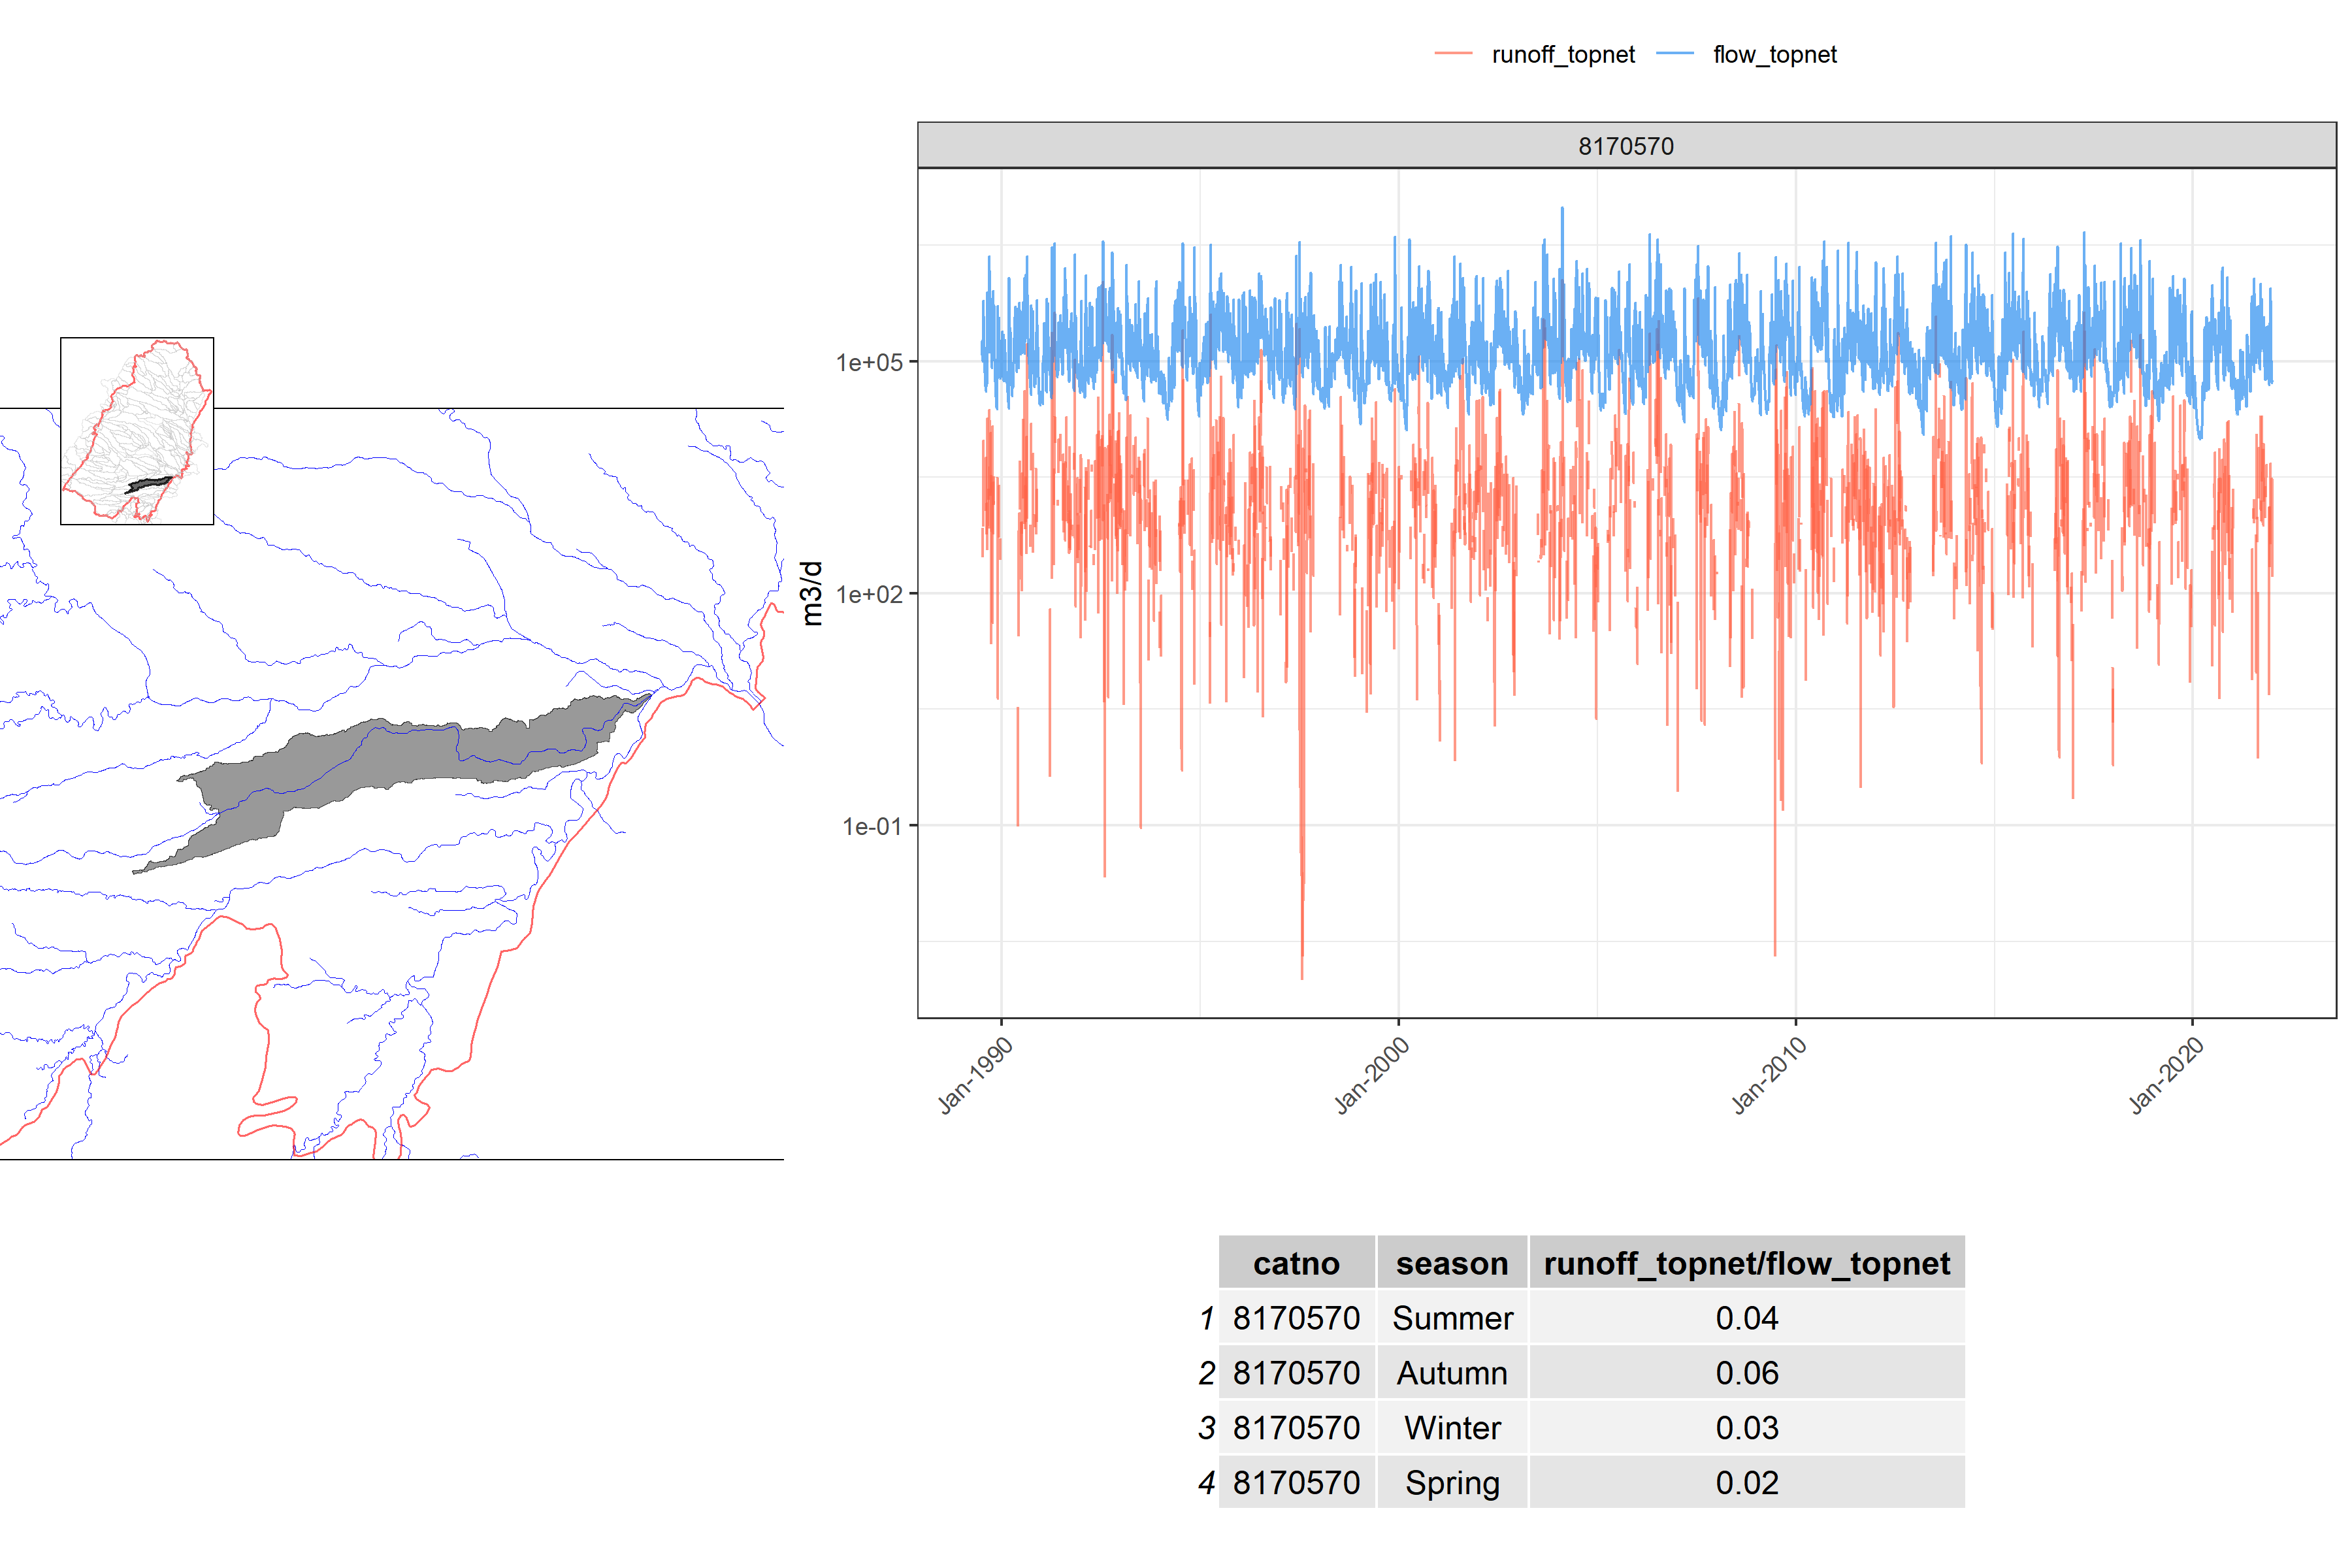 runoff_topnet flow_topnet
8170570
m3/d
1e+05
1e+02
1e-01
Jan-1990 Jan-2000 Jan-2010 Jan-2020
catno season runoff_topnet/flow_topnet
1 8170570 Summer 0.04
2 8170570 Autumn 0.06
3 8170570 Winter 0.03
4 8170570 Spring 0.02